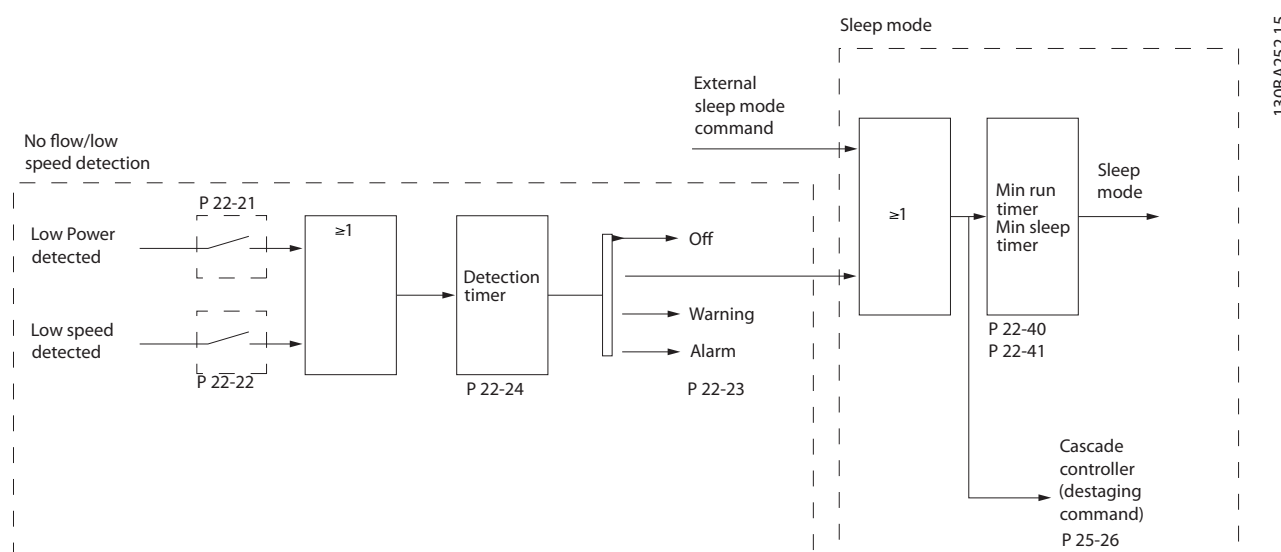 Sleep mode
130BA252.15
External
sleep mode
command
No flow/low
speed detection
P 22-21
Low Power
detected
≥1
Low speed
detected
P 22-22
Detection
timer
P 22-24
Off
Warning
Alarm
P 22-23
≥1
Min run
timer
Min sleep
timer
P 22-40
P 22-41
Sleep
mode
Cascade
controller
(destaging
command)
P 25-26